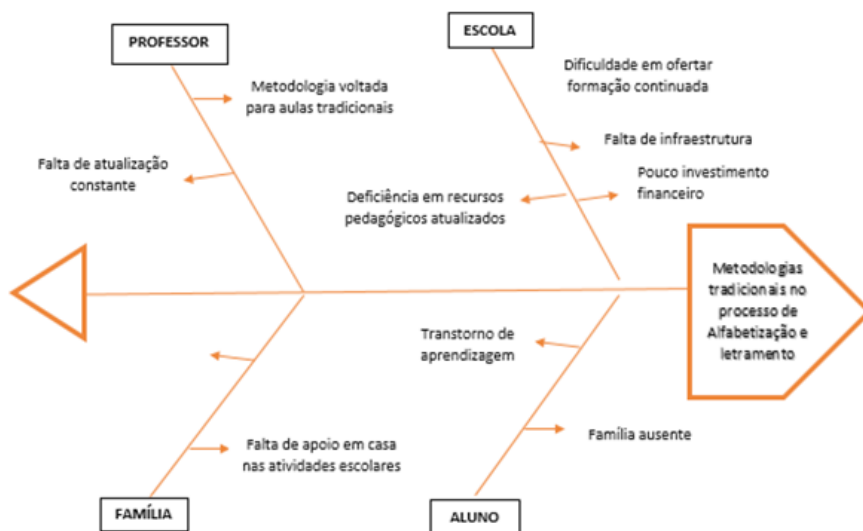 PROFESSOR
Metodologia voltada
para aulas tradicionais
Falta de atualização
constante
ESCOLA
Dificuldade em ofertar
formação continuada
Falta de infraestrutura
Pouco investimento
financeiro
Deficiência em recursos
pedagógicos atualizados
Metodologias
tradicionais no
processo de
Alfabetização e
letramento
Transtorno de
aprendizagem
Família ausente
Falta de apoio em casa
nas atividades escolares
FAMÍLIA
ALUNO